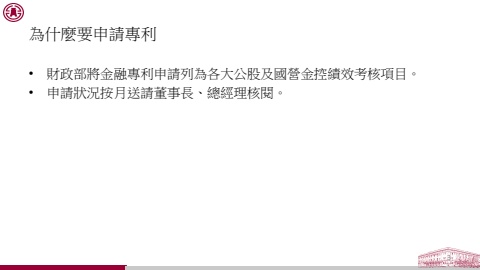 為什麼要申請專利
• 財政部將金融專利申請列為各大公股及國營金控績效考核項目。
• 申請狀況按月送請董事長、總經理核閱。